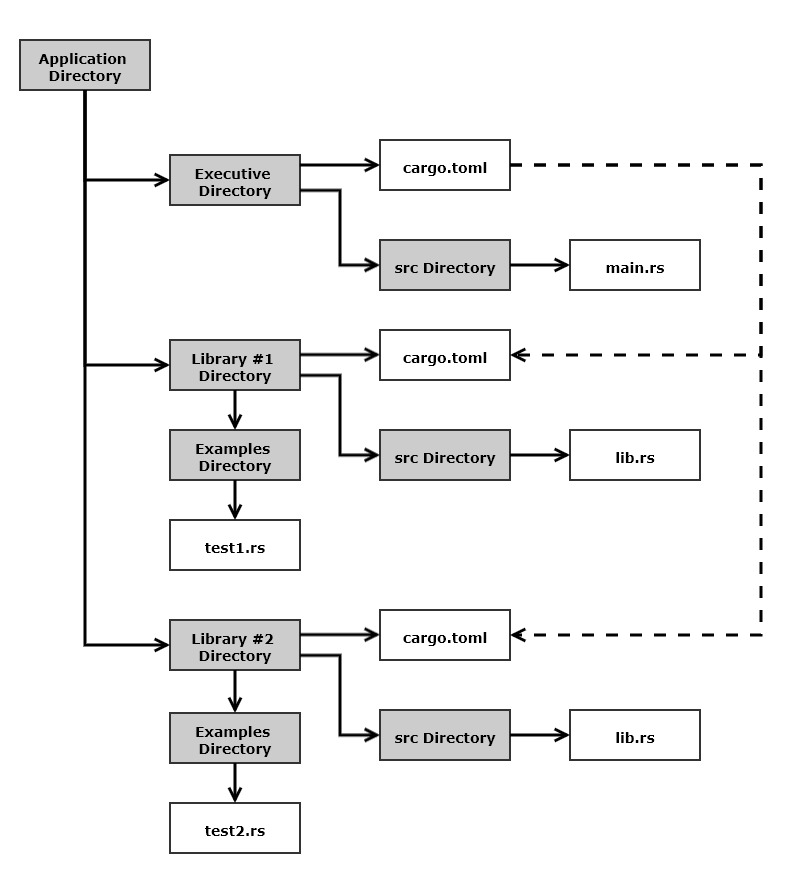 Application
Directory
Executive
Directory
cargo.toml
src Directory
main.rs
Library #1
Directory
cargo.toml
src Directory
lib.rs
Examples
Directory
test1.rs
Library #2
Directory
cargo.toml
src Directory
lib.rs
Examples
Directory
test2.rs